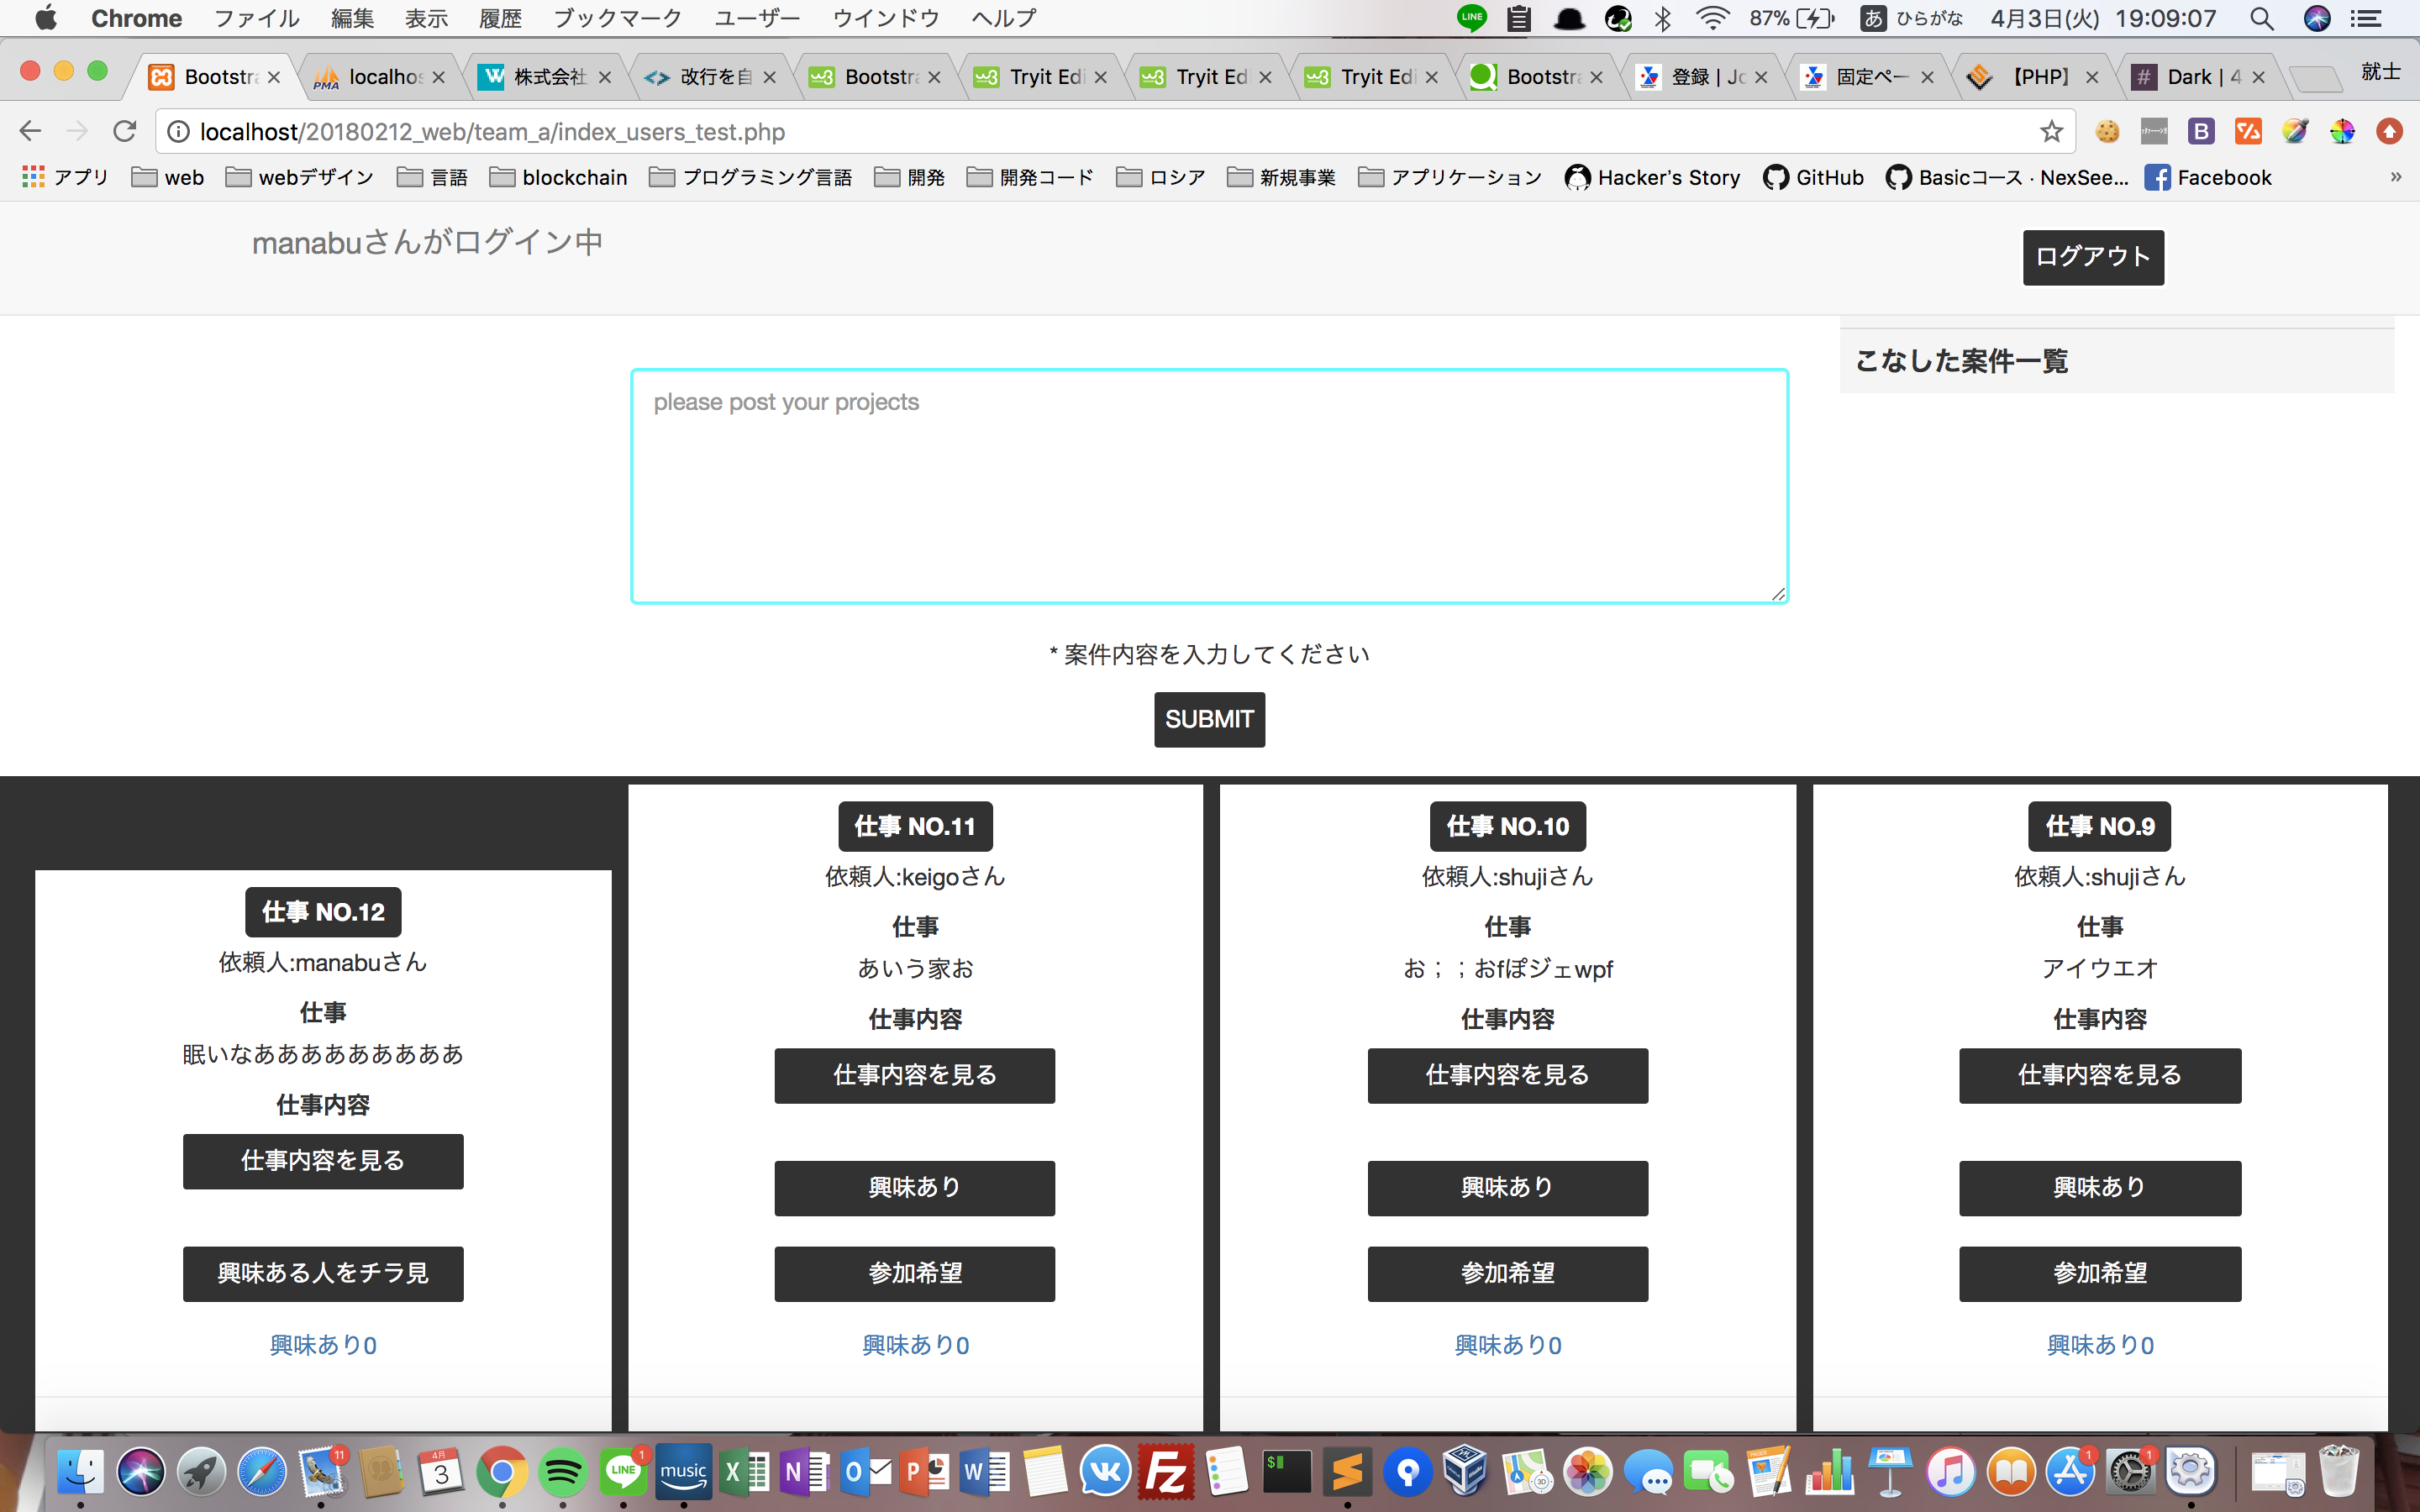 Chrome ファイル 編集 表示 履歴 ブックマーク ユーザー ウインドウ ヘルプ LINE 87% あ ひらがな 4月3日(火) 19:09:07
Bootstra localhos 株式会社 改行を自 Bootstra Tryit Edi Tryit Ed Tryit Edi Bootstra 登録 | Jo 固定ペー 【PHP】 Dark | 4 就士
localhost/20180212_web/team_a/index_users_test.php
アプリ web webデザイン 言語 blockchain プログラミング言語 開発 開発コード ロシア 新規事業 アプリケーション Hacker's Story GitHub Basicコース · NexSee... Facebook »
manabuさんがログイン中
ログアウト
こなした案件一覧
please post your projects
* 案件内容を入力してください
SUBMIT
仕事 NO.12
依頼人:manabuさん
仕事
眠いなああああああああああ
仕事内容
仕事内容を見る
興味ある人をチラ見
興味あり0
仕事 NO.11
依頼人:keigoさん
仕事
あいう家お
仕事内容
仕事内容を見る
興味あり
参加希望
興味あり0
仕事 NO.10
依頼人:shujiさん
仕事
お；；おfぽジェwpf
仕事内容
仕事内容を見る
興味あり
参加希望
興味あり0
仕事 NO.9
依頼人:shujiさん
仕事
アイウエオ
仕事内容
仕事内容を見る
興味あり
参加希望
興味あり0
11 4月 3 LINE 1 music 1 1